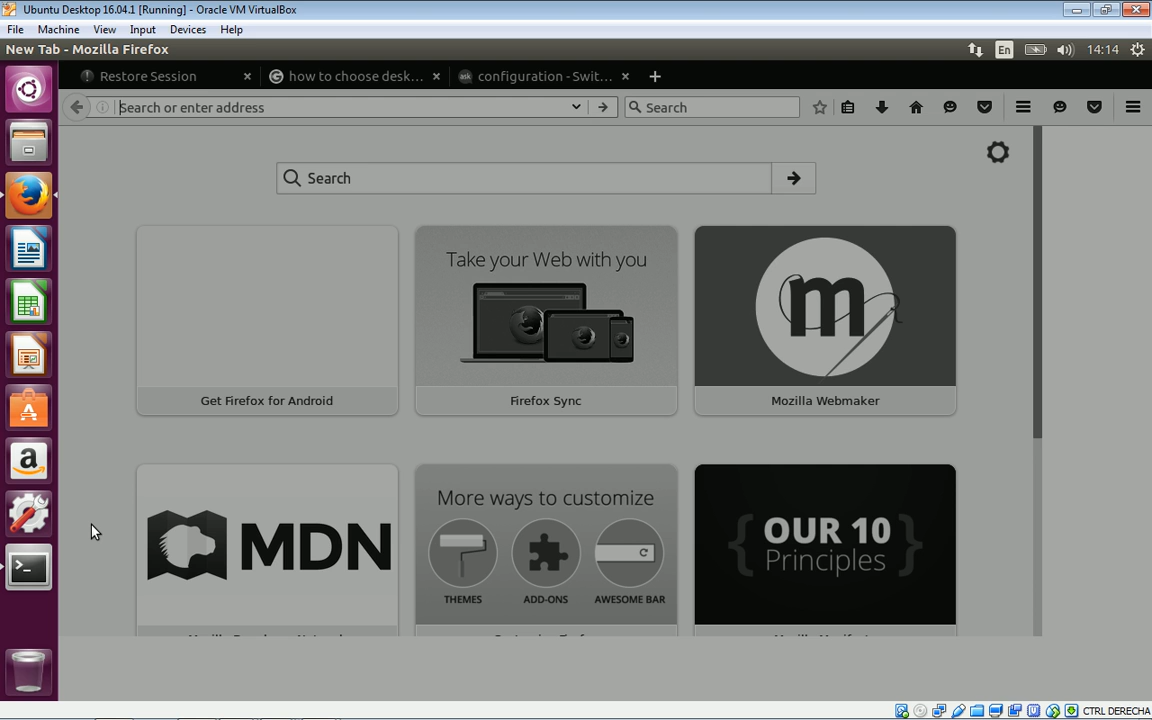 Ubuntu Desktop 16.04.1 [Running] - Oracle VM VirtualBox
File Machine View Input Devices Help
New Tab - Mozilla Firefox
En
14:14
Restore Session
how to choose desk...
ask
configuration - Swit...
Search or enter address
Search
Search
Take your Web with you
m
Get Firefox for Android
Firefox Sync
Mozilla Webmaker
MDN
More ways to customize
THEMES
ADD-ONS
AWESOME BAR
{ OUR 10 Principles }
CTRL DERECHA